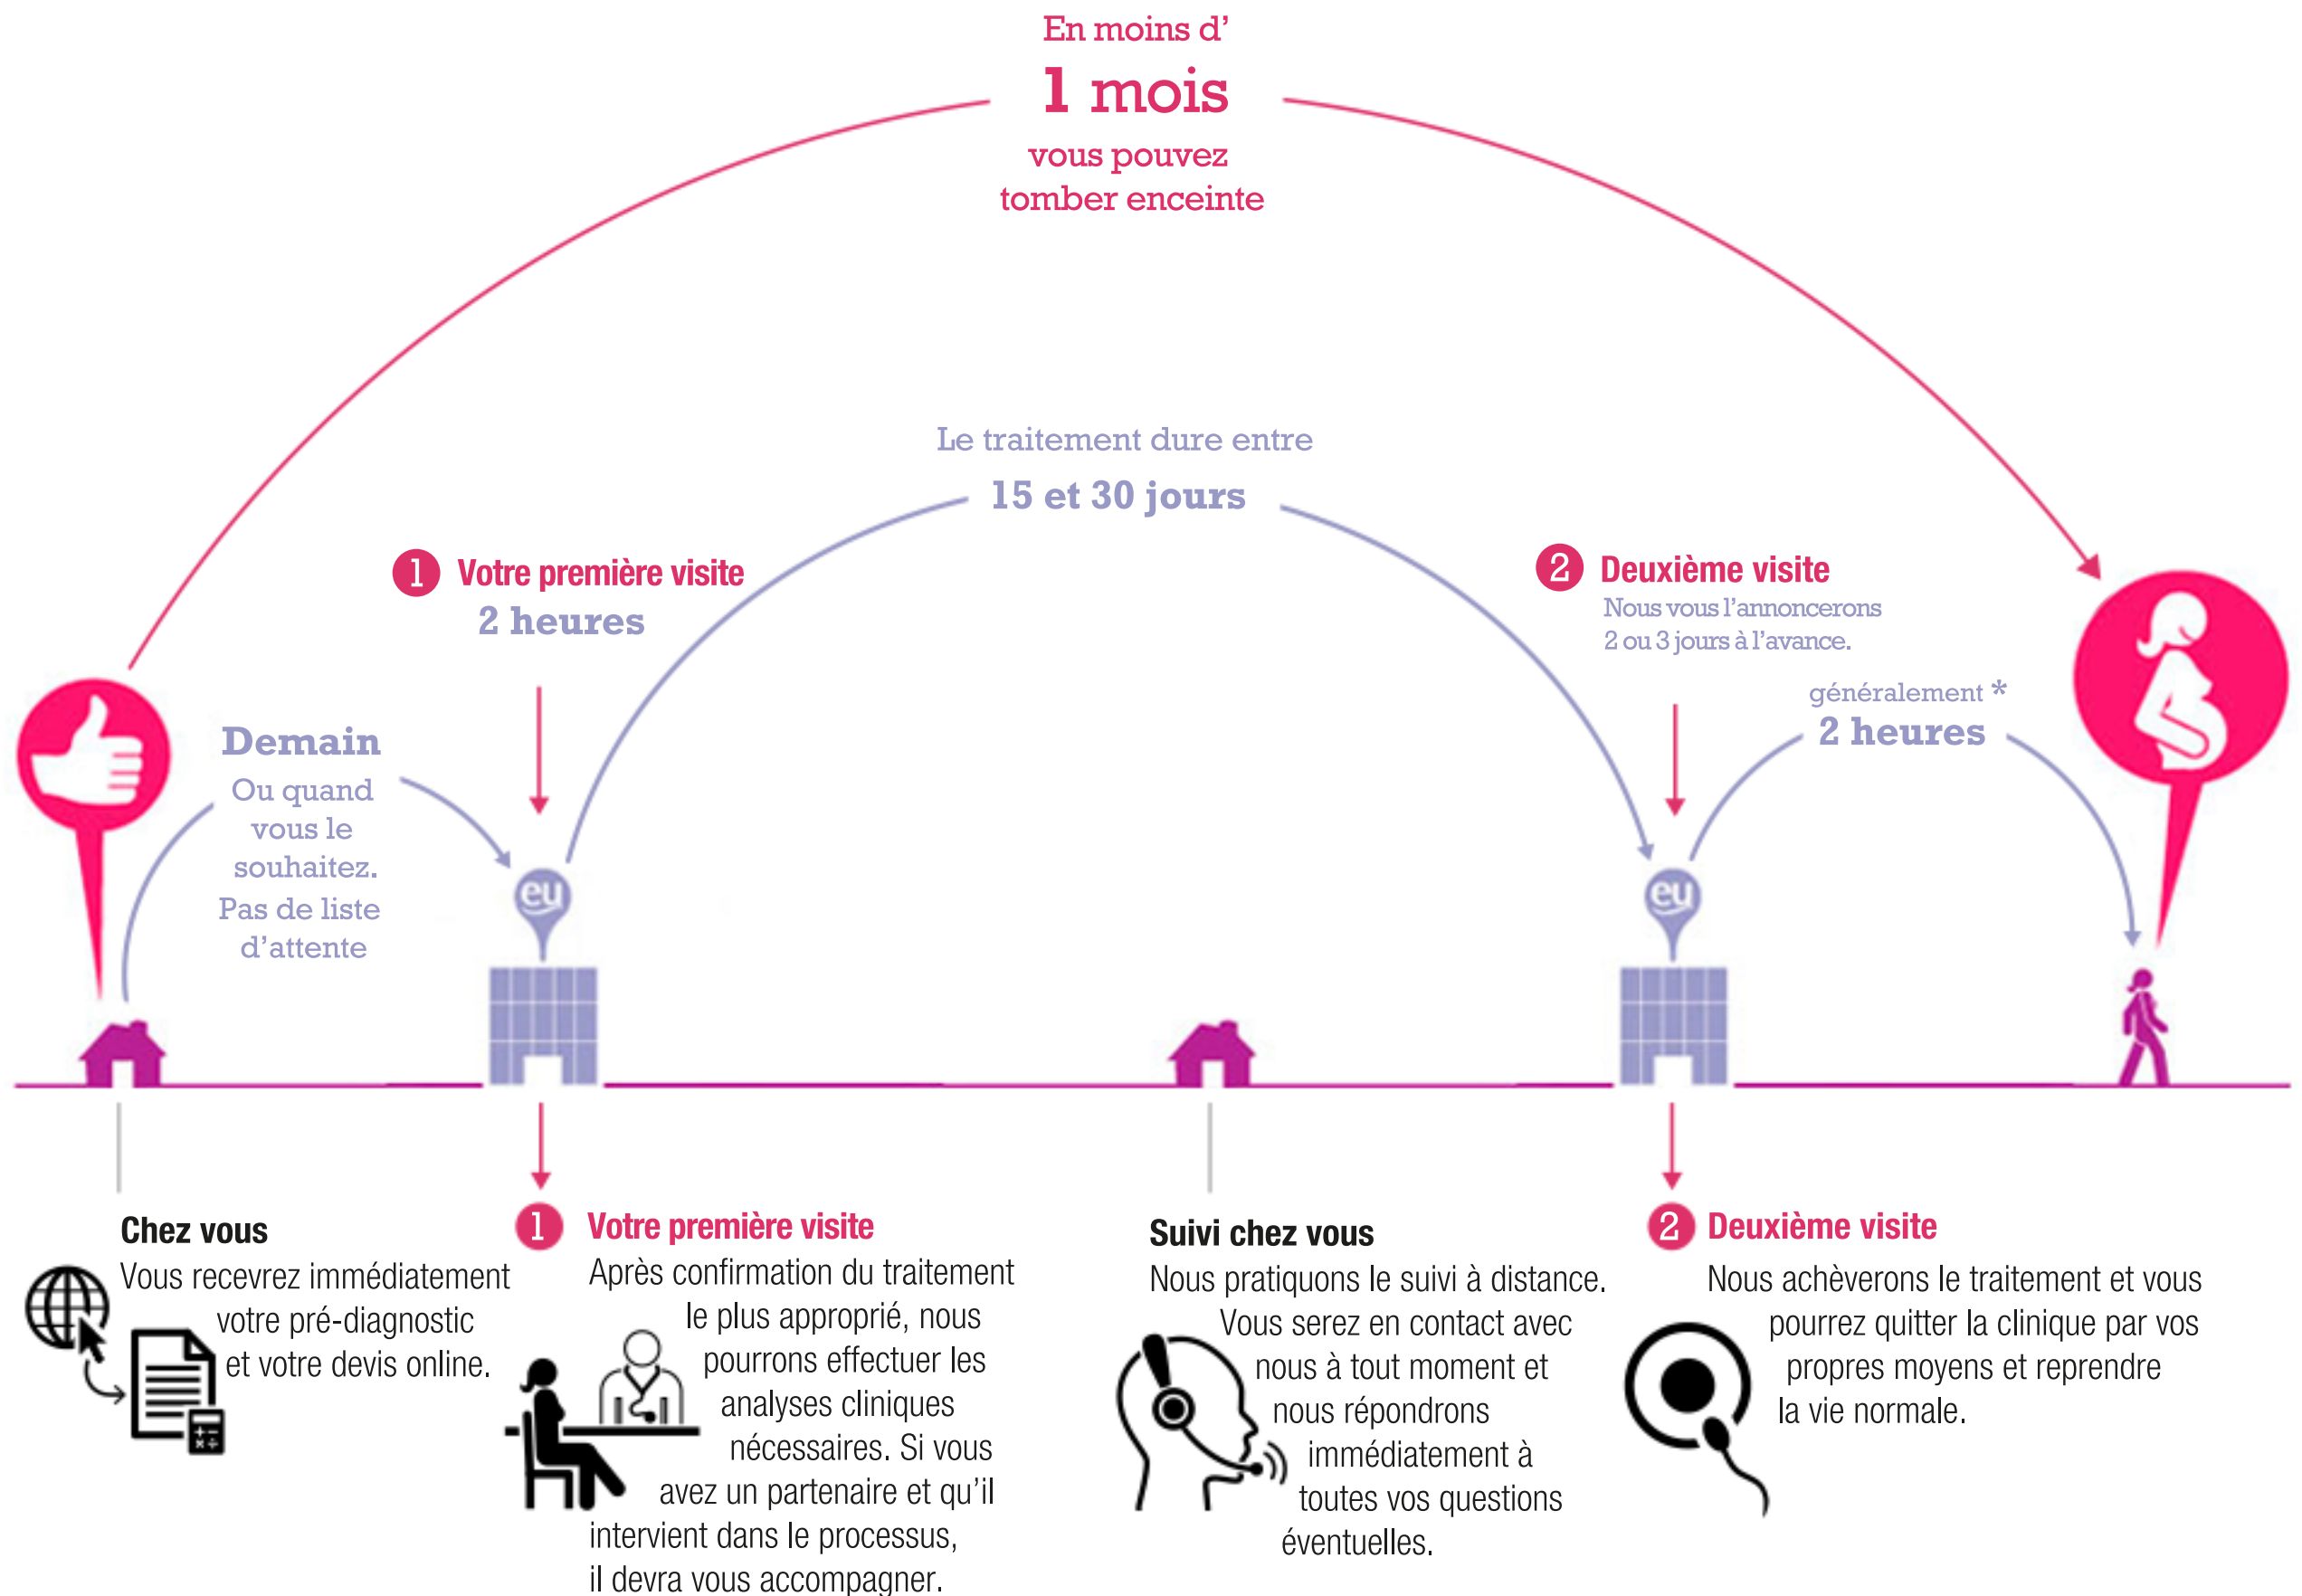 En moins d'
1 mois
vous pouvez
tomber enceinte
Le traitement dure entre
15 et 30 jours
1 Votre première visite
2 heures
2 Deuxième visite
Nous vous l'annoncerons
2 ou 3 jours à l'avance.
généralement *
2 heures
Demain
Ou quand
vous le
souhaitez.
Pas de liste
d'attente
eu
eu
Chez vous
Vous recevrez immédiatement
votre pré-diagnostic
et votre devis online.
1 Votre première visite
Après confirmation du traitement
le plus approprié, nous
pourrons effectuer les
analyses cliniques
nécessaires. Si vous
avez un partenaire et qu'il
intervient dans le processus,
il devra vous accompagner.
Suivi chez vous
Nous pratiquons le suivi à distance.
Vous serez en contact avec
nous à tout moment et
nous répondrons
immédiatement à
toutes vos questions
éventuelles.
2 Deuxième visite
Nous achèverons le traitement et vous
pourrez quitter la clinique par vos
propres moyens et reprendre
la vie normale.